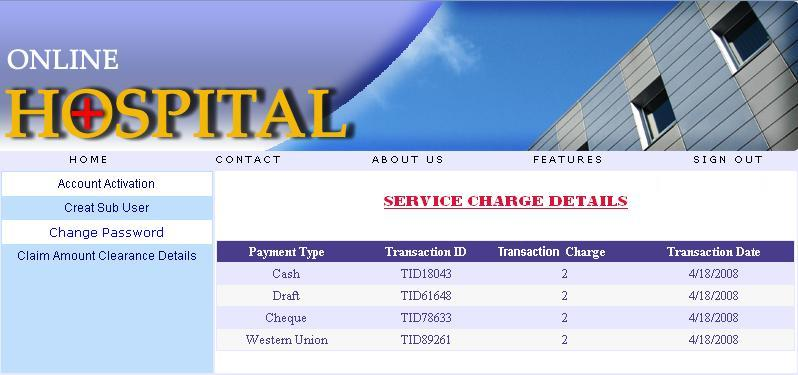 ONLINE
HOSPITAL
HOME CONTACT ABOUT US FEATURES SIGN OUT
Account Activation
Creat Sub User
Change Password
Claim Amount Clearance Details
SERVICE CHARGE DETAILS
Payment Type Transaction ID Transaction Charge Transaction Date
Cash TID18043 2 4/18/2008
Draft TID61648 2 4/18/2008
Cheque TID78633 2 4/18/2008
Western Union TID89261 2 4/18/2008